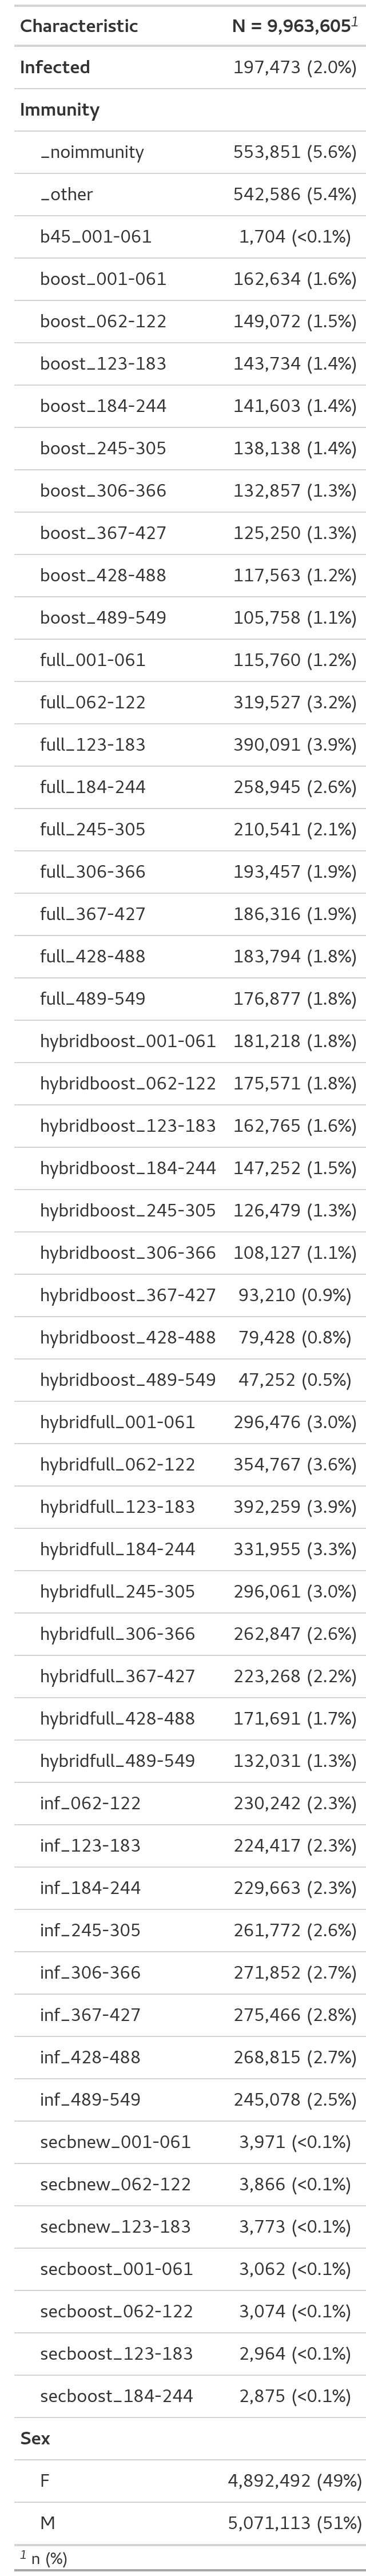 Characteristic N = 9,963,605¹
Infected 197,473 (2.0%)
Immunity
_noimmunity 553,851 (5.6%)
_other 542,586 (5.4%)
b45_001-061 1,704 (<0.1%)
boost_001-061 162,634 (1.6%)
boost_062-122 149,072 (1.5%)
boost_123-183 143,734 (1.4%)
boost_184-244 141,603 (1.4%)
boost_245-305 138,138 (1.4%)
boost_306-366 132,857 (1.3%)
boost_367-427 125,250 (1.3%)
boost_428-488 117,563 (1.2%)
boost_489-549 105,758 (1.1%)
full_001-061 115,760 (1.2%)
full_062-122 319,527 (3.2%)
full_123-183 390,091 (3.9%)
full_184-244 258,945 (2.6%)
full_245-305 210,541 (2.1%)
full_306-366 193,457 (1.9%)
full_367-427 186,316 (1.9%)
full_428-488 183,794 (1.8%)
full_489-549 176,877 (1.8%)
hybridboost_001-061 181,218 (1.8%)
hybridboost_062-122 175,571 (1.8%)
hybridboost_123-183 162,765 (1.6%)
hybridboost_184-244 147,252 (1.5%)
hybridboost_245-305 126,479 (1.3%)
hybridboost_306-366 108,127 (1.1%)
hybridboost_367-427 93,210 (0.9%)
hybridboost_428-488 79,428 (0.8%)
hybridboost_489-549 47,252 (0.5%)
hybridfull_001-061 296,476 (3.0%)
hybridfull_062-122 354,767 (3.6%)
hybridfull_123-183 392,259 (3.9%)
hybridfull_184-244 331,955 (3.3%)
hybridfull_245-305 296,061 (3.0%)
hybridfull_306-366 262,847 (2.6%)
hybridfull_367-427 223,268 (2.2%)
hybridfull_428-488 171,691 (1.7%)
hybridfull_489-549 132,031 (1.3%)
inf_062-122 230,242 (2.3%)
inf_123-183 224,417 (2.3%)
inf_184-244 229,663 (2.3%)
inf_245-305 261,772 (2.6%)
inf_306-366 271,852 (2.7%)
inf_367-427 275,466 (2.8%)
inf_428-488 268,815 (2.7%)
inf_489-549 245,078 (2.5%)
secbnew_001-061 3,971 (<0.1%)
secbnew_062-122 3,866 (<0.1%)
secbnew_123-183 3,773 (<0.1%)
secboost_001-061 3,062 (<0.1%)
secboost_062-122 3,074 (<0.1%)
secboost_123-183 2,964 (<0.1%)
secboost_184-244 2,875 (<0.1%)
Sex
F 4,892,492 (49%)
M 5,071,113 (51%)
¹ n (%)